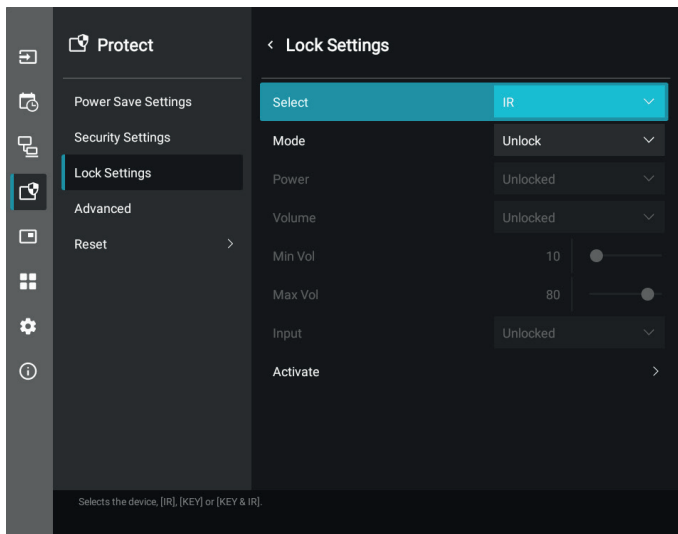 Protect
Power Save Settings
Security Settings
Lock Settings
Advanced
Reset
Lock Settings
Select IR
Mode Unlock
Power Unlocked
Volume Unlocked
Min Vol 10
Max Vol 80
Input Unlocked
Activate
Selects the device, [IR], [KEY] or [KEY & IR].